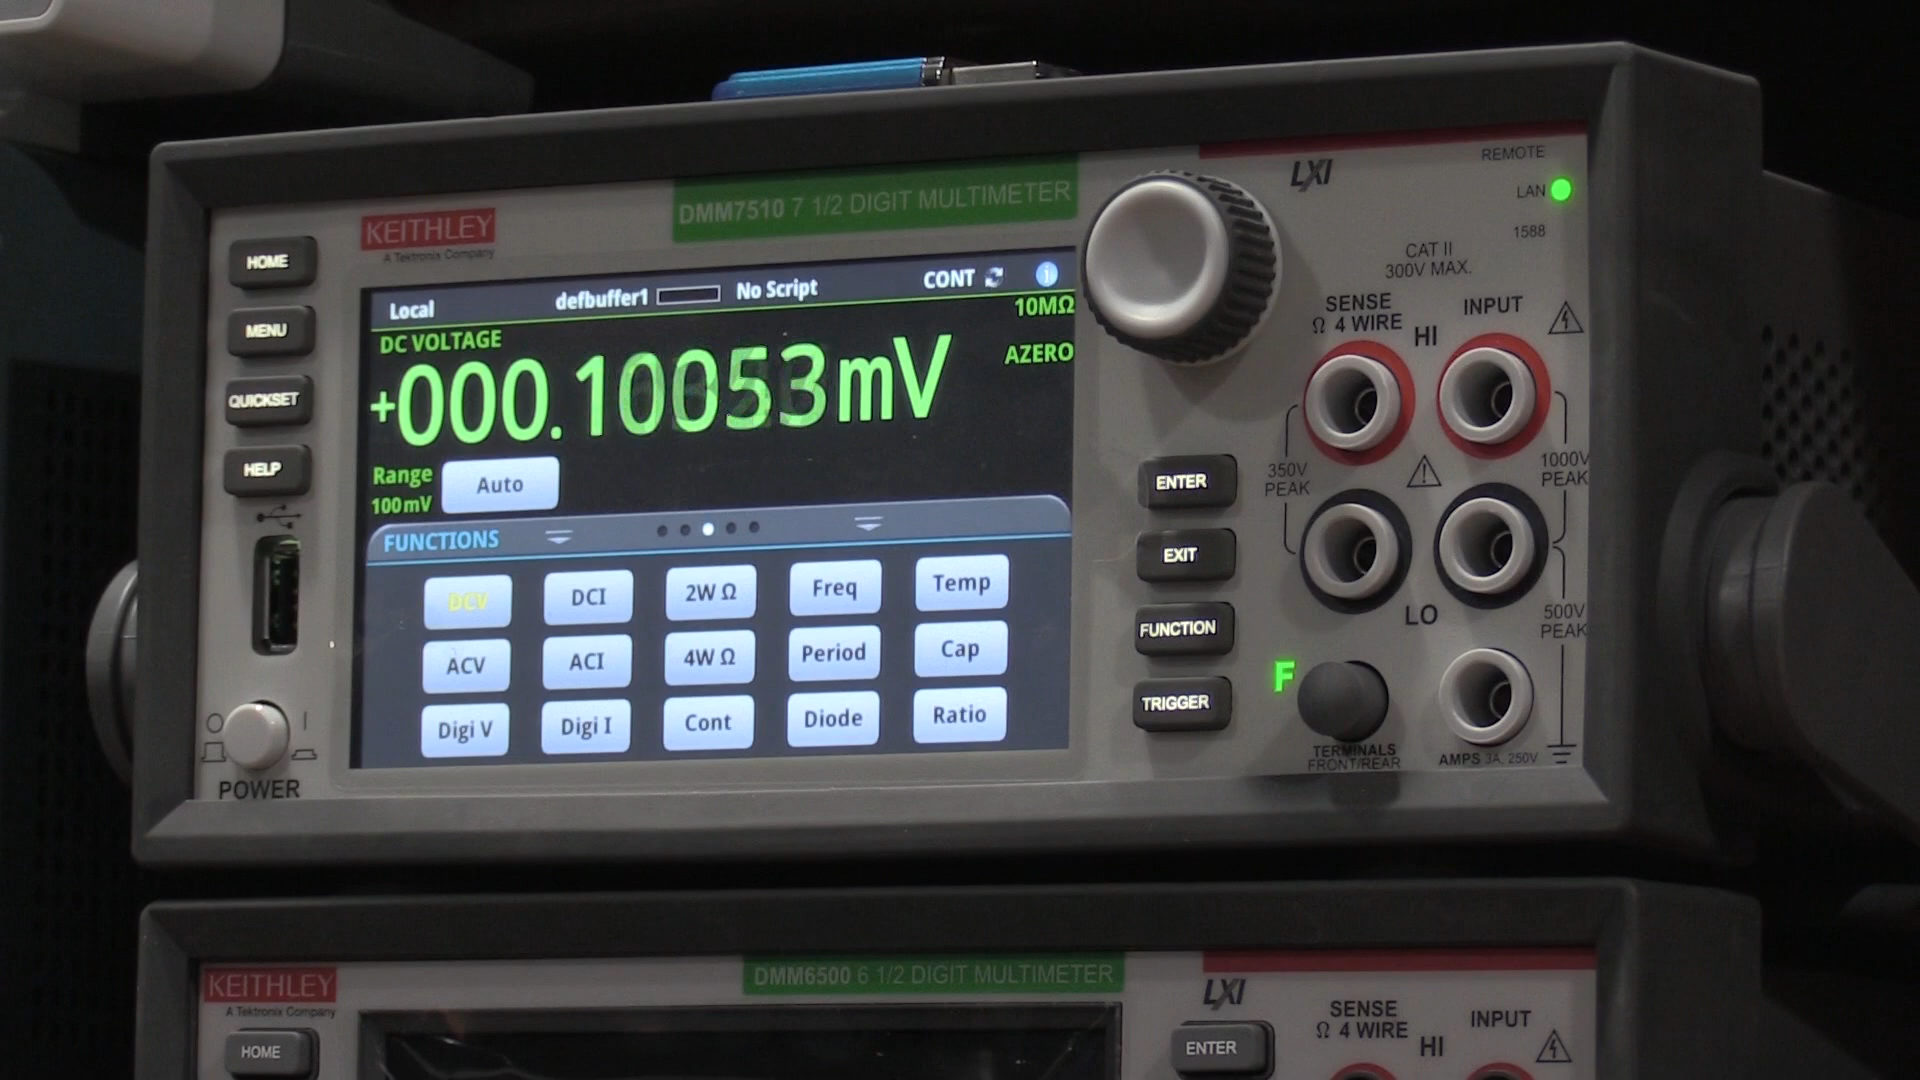 KEITHLEY
A Tektronix Company
DMM7510 7 1/2 DIGIT MULTIMETER
LXI
REMOTE
LAN
1588
HOME
MENU
QUICKSET
HELP
POWER
Local
defbuffer1
No Script
CONT
DC VOLTAGE
10MΩ
AZERO
+000.10053mV
Range
100mV
Auto
FUNCTIONS
DCV DCI 2W Ω Freq Temp
ACV ACI 4W Ω Period Cap
Digi V Digi I Cont Diode Ratio
ENTER
EXIT
FUNCTION
TRIGGER
CAT II
300V MAX.
SENSE
Ω 4 WIRE
HI
INPUT
350V
PEAK
1000V
PEAK
LO
500V
PEAK
F
TERMINALS
FRONT/REAR
AMPS 3A, 250V
KEITHLEY
A Tektronix Company
DMM6500 6 1/2 DIGIT MULTIMETER
LXI
HOME
ENTER
SENSE
Ω 4 WIRE
HI
INPUT